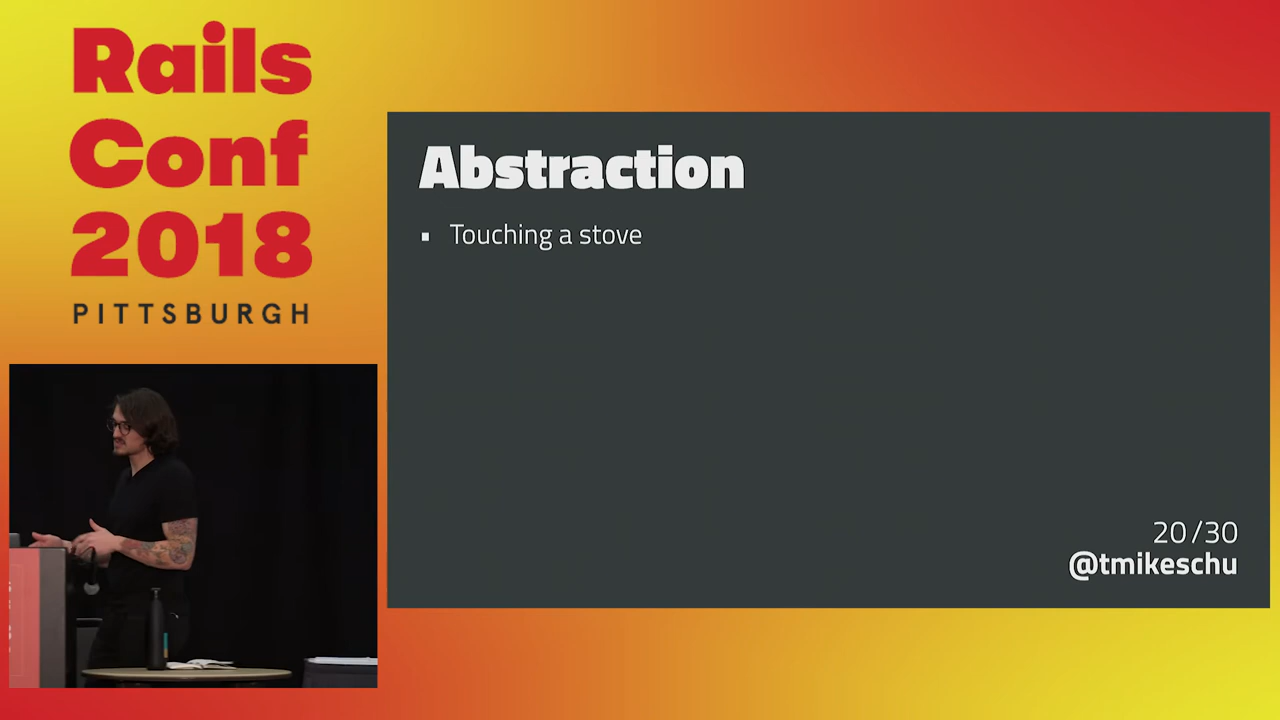 Rails
Conf
2018
PITTSBURGH
Abstraction
▪ Touching a stove
20/30
@tmikeschu